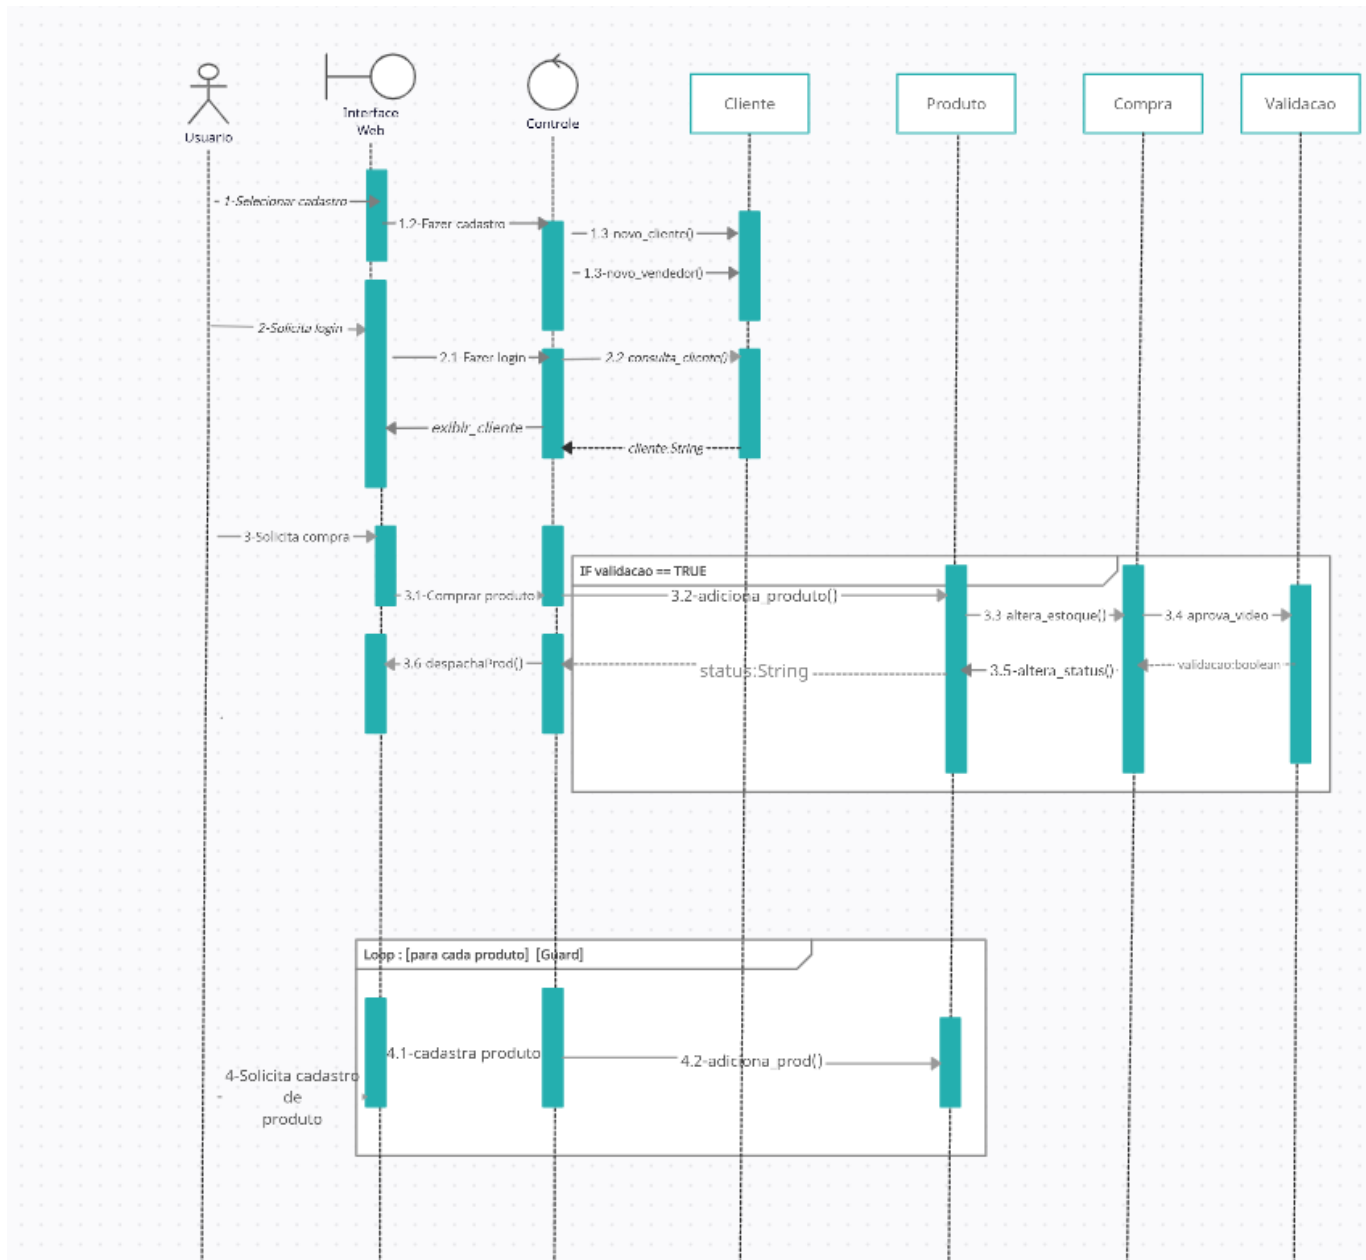 Usuario
Interface
Web
Controle
Cliente
Produto
Compra
Validacao
1-Selecionar cadastro
1.2-Fazer cadastro
1.3 novo_cliente()
1.3-novo_vendedor()
2-Solicita login
2.1 Fazer login
2.2 consulta_cliente()
exibir_cliente
cliente:String
3-Solicita compra
IF validacao == TRUE
3.1-Comprar produto
3.2-adiciona_produto()
3.3 altera_estoque()
3.4 aprova_video
3.6 despachaProd()
status:String
3.5-altera_status()
validacao:boolean
Loop : [para cada produto] [Guard]
4.1-cadastra produto
4.2-adiciona_prod()
4-Solicita cadastro
de
produto